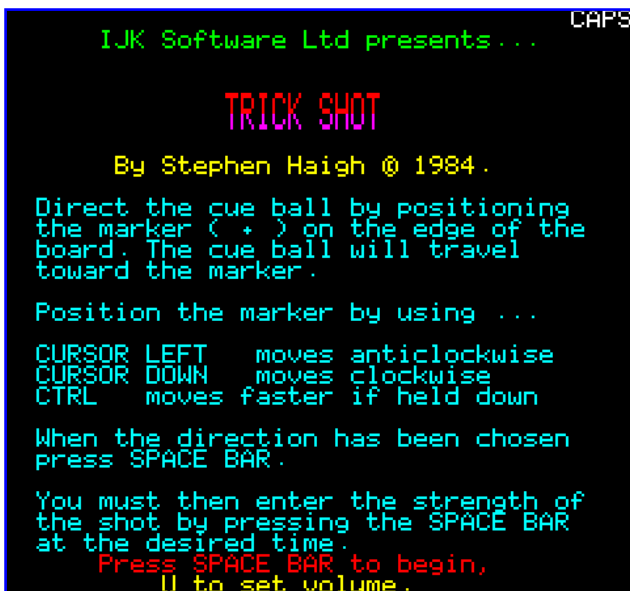 CAPS
IJK Software Ltd presents...
TRICK SHOT
By Stephen Haigh © 1984.
Direct the cue ball by positioning
the marker ( + ) on the edge of the
board. The cue ball will travel
toward the marker.
Position the marker by using ...
CURSOR LEFT moves anticlockwise
CURSOR DOWN moves clockwise
CTRL moves faster if held down
When the direction has been chosen
press SPACE BAR.
You must then enter the strength of
the shot by pressing the SPACE BAR
at the desired time.
Press SPACE BAR to begin,
U to set volume.